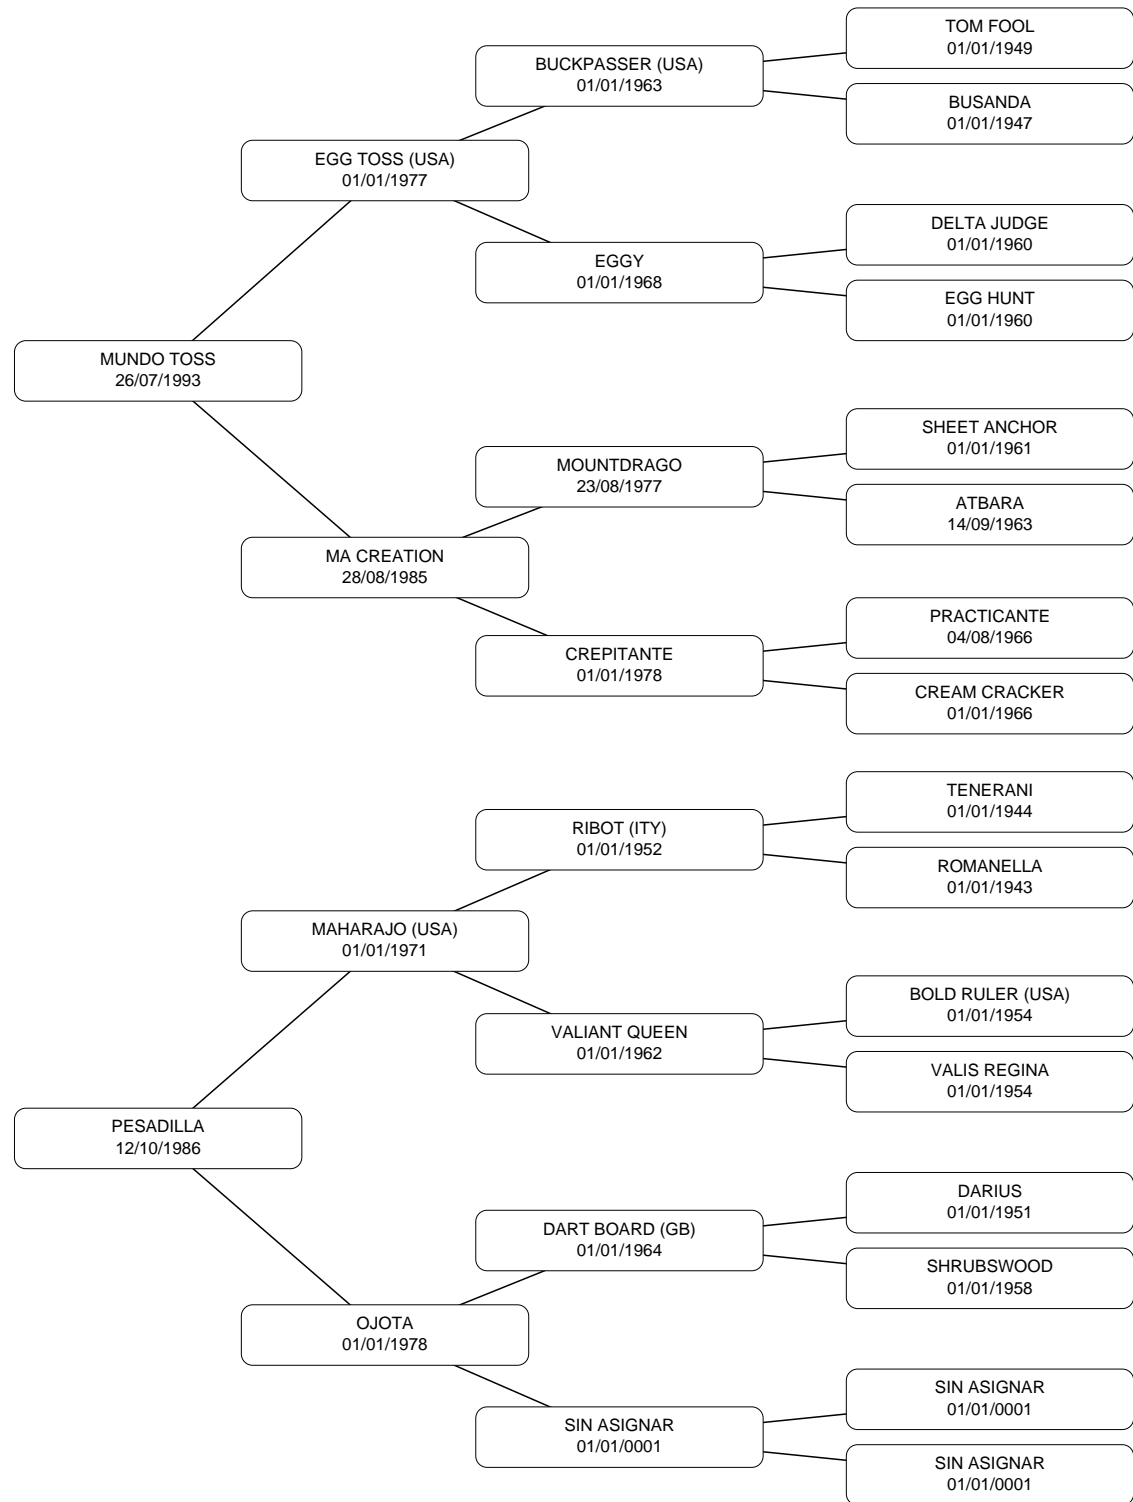 TOM FOOL
01/01/1949
BUCKPASSER (USA)
01/01/1963
BUSANDA
01/01/1947
EGG TOSS (USA)
01/01/1977
DELTA JUDGE
01/01/1960
EGGY
01/01/1968
EGG HUNT
01/01/1960
MUNDO TOSS
26/07/1993
SHEET ANCHOR
01/01/1961
MOUNTDRAGO
23/08/1977
ATBARA
14/09/1963
MA CREATION
28/08/1985
PRACTICANTE
04/08/1966
CREPITANTE
01/01/1978
CREAM CRACKER
01/01/1966
TENERANI
01/01/1944
RIBOT (ITY)
01/01/1952
ROMANELLA
01/01/1943
MAHARAJO (USA)
01/01/1971
BOLD RULER (USA)
01/01/1954
VALIANT QUEEN
01/01/1962
VALIS REGINA
01/01/1954
PESADILLA
12/10/1986
DARIUS
01/01/1951
DART BOARD (GB)
01/01/1964
SHRUBSWOOD
01/01/1958
OJOTA
01/01/1978
SIN ASIGNAR
01/01/0001
SIN ASIGNAR
01/01/0001
SIN ASIGNAR
01/01/0001